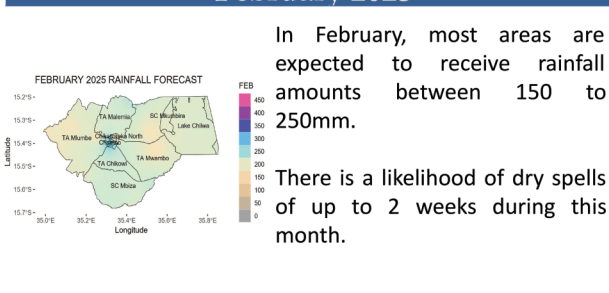 February 2025
In February, most areas are
expected to receive rainfall
amounts between 150 to
250mm.
There is a likelihood of dry spells
of up to 2 weeks during this
month.
FEBRUARY 2025 RAINFALL FORECAST
FEB
450
400
350
300
250
200
150
100
50
0
Latitude
15.2°S
15.3°S
15.4°S
15.5°S
15.6°S
15.7°S
TA Malemia
SC Mkumbira
Lake Chilwa
TA Mlumbe
TA Mwambo
TA Chikowi
SC Mbiza
35.0°E
35.2°E
35.4°E
35.6°E
35.8°E
Longitude